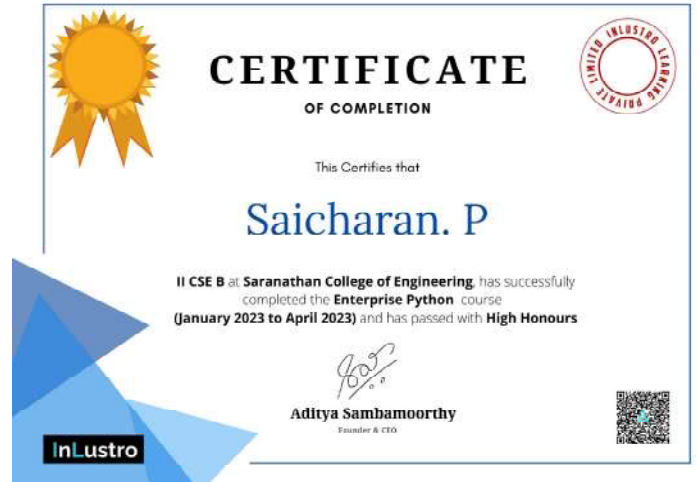 INLUSTRO LEARNING PRIVATE LIMITED
CERTIFICATE
OF COMPLETION
This Certifies that
Saicharan. P
II CSE B at Saranathan College of Engineering, has successfully
completed the Enterprise Python course
(January 2023 to April 2023) and has passed with High Honours
Aditya Sambamoorthy
Founder & CEO
InLustro